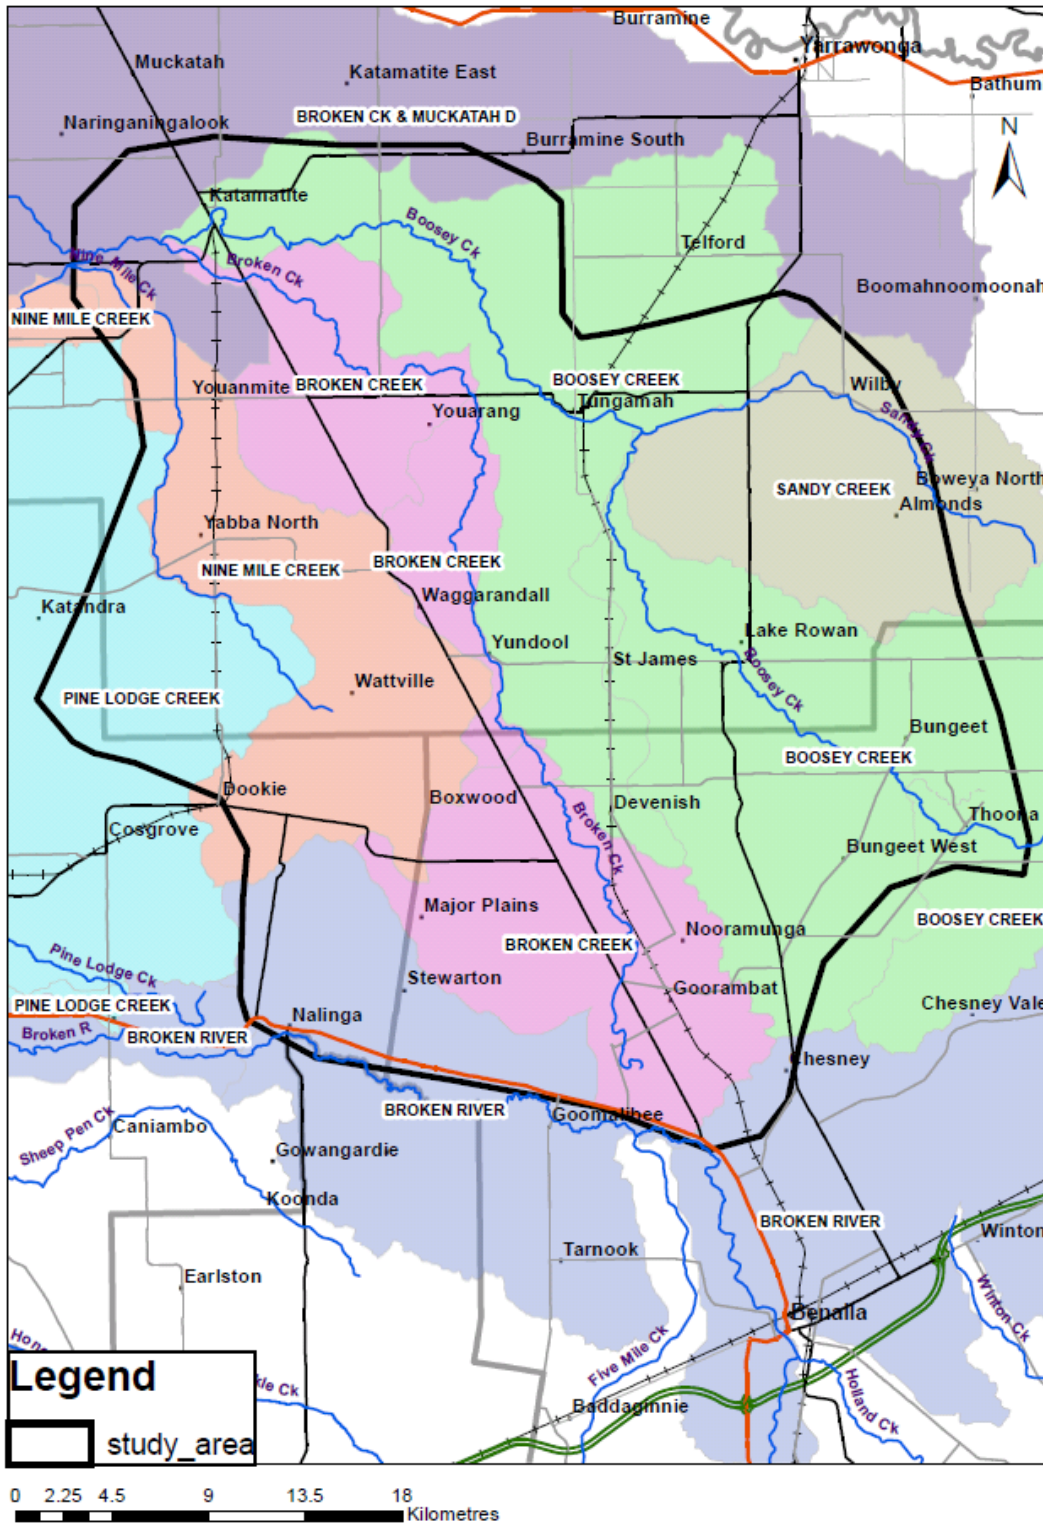 Burramine
Yarrawonga
Muckatah
Katamatite East
Bathum
Naringaningalook
BROKEN CK & MUCKATAH D
Burramine South
N
Katamatite
Boosey Ck
Telford
Nine Mile Ck
Broken Ck
Boomahnoomoonah
NINE MILE CREEK
Youanmite
BROKEN CREEK
BOOSEY CREEK
Wilby
Youarang
Tungamah
Sandy Ck
SANDY CREEK
Boweya North
Almonds
Yabba North
NINE MILE CREEK
BROKEN CREEK
Katandra
Waggarandall
Lake Rowan
Yundool
St James
Boosey Ck
PINE LODGE CREEK
Wattville
Bungeet
BOOSEY CREEK
Dookie
Boxwood
Devenish
Thoona
Cosgrove
Broken Ck
Bungeet West
Major Plains
BOOSEY CREEK
Nooramunga
BROKEN CREEK
Pine Lodge Ck
Stewarton
Goorambat
PINE LODGE CREEK
Chesney Vale
Nalinga
Broken R
BROKEN RIVER
Chesney
BROKEN RIVER
Goomalibee
Sheep Pen Ck
Caniambo
Gowangardie
Koonda
BROKEN RIVER
Winton
Tarnook
Earlston
Winton Ck
Benalla
Hone
Five Mile Ck
kle Ck
Holland Ck
Baddaginnie
Legend
study_area
0 2.25 4.5 9 13.5 18
Kilometres